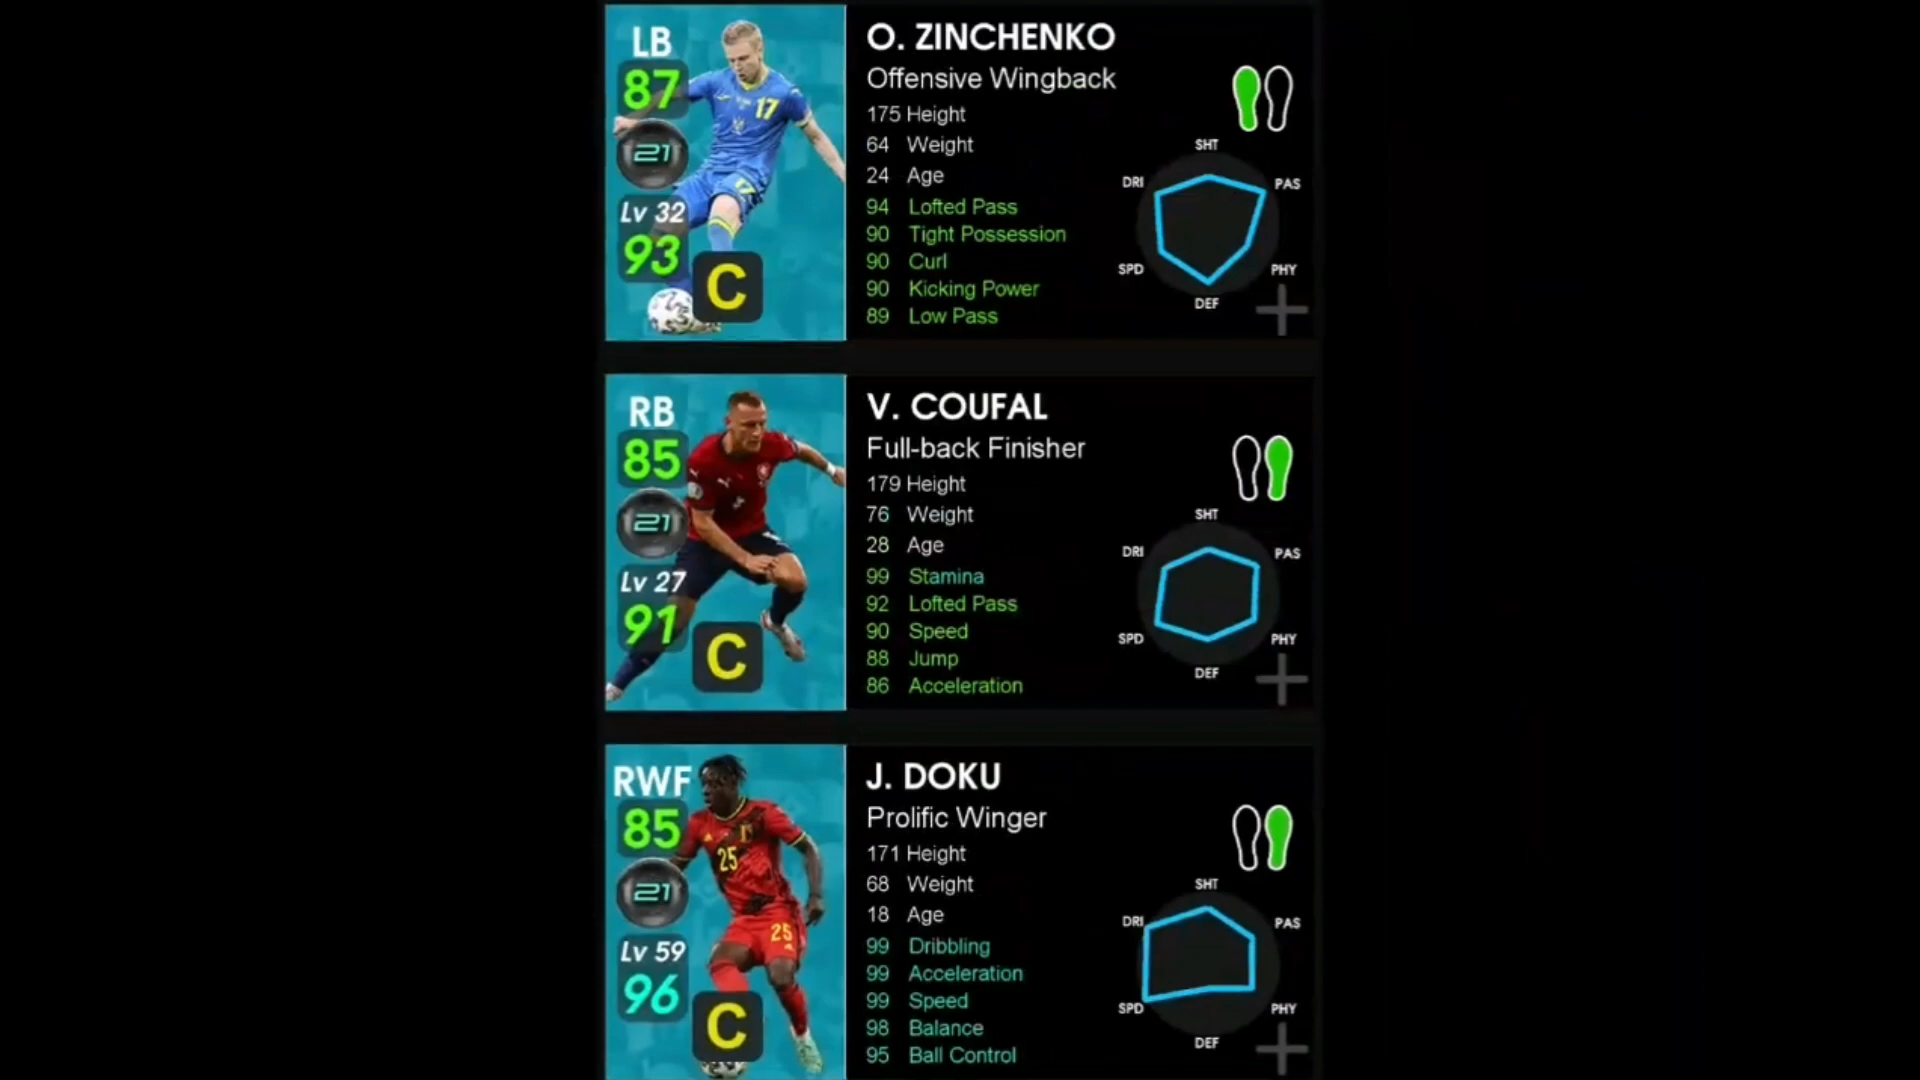 LB
87
21
Lv 32
93
C
17
17
O. ZINCHENKO
Offensive Wingback
175 Height
64 Weight
24 Age
94 Lofted Pass
90 Tight Possession
90 Curl
90 Kicking Power
89 Low Pass
SHT
DRI
PAS
SPD
PHY
DEF
RB
85
21
Lv 27
91
C
V. COUFAL
Full-back Finisher
179 Height
76 Weight
28 Age
99 Stamina
92 Lofted Pass
90 Speed
88 Jump
86 Acceleration
SHT
DRI
PAS
SPD
PHY
DEF
RWF
85
21
Lv 59
96
C
25
25
J. DOKU
Prolific Winger
171 Height
68 Weight
18 Age
99 Dribbling
99 Acceleration
99 Speed
98 Balance
95 Ball Control
SHT
DRI
PAS
SPD
PHY
DEF